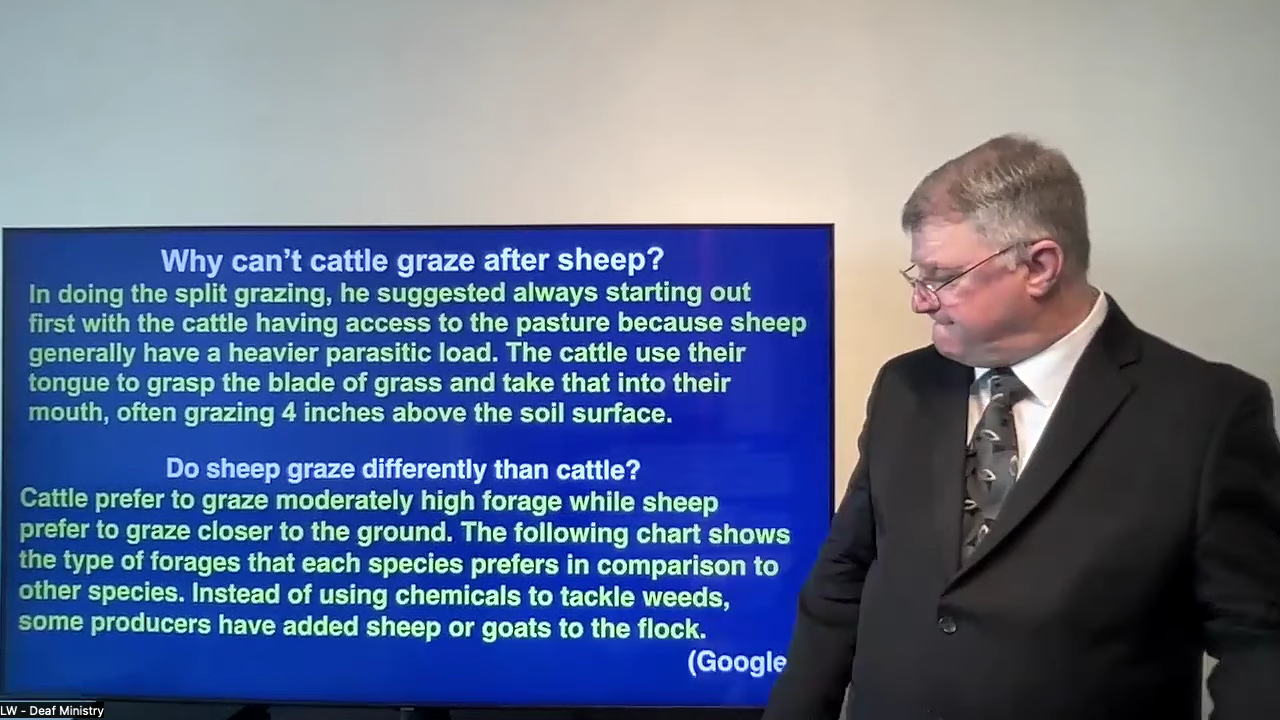 Why can't cattle graze after sheep?
In doing the split grazing, he suggested always starting out
first with the cattle having access to the pasture because sheep
generally have a heavier parasitic load. The cattle use their
tongue to grasp the blade of grass and take that into their
mouth, often grazing 4 inches above the soil surface.
Do sheep graze differently than cattle?
Cattle prefer to graze moderately high forage while sheep
prefer to graze closer to the ground. The following chart shows
the type of forages that each species prefers in comparison to
other species. Instead of using chemicals to tackle weeds,
some producers have added sheep or goats to the flock.
(Google
LW - Deaf Ministry